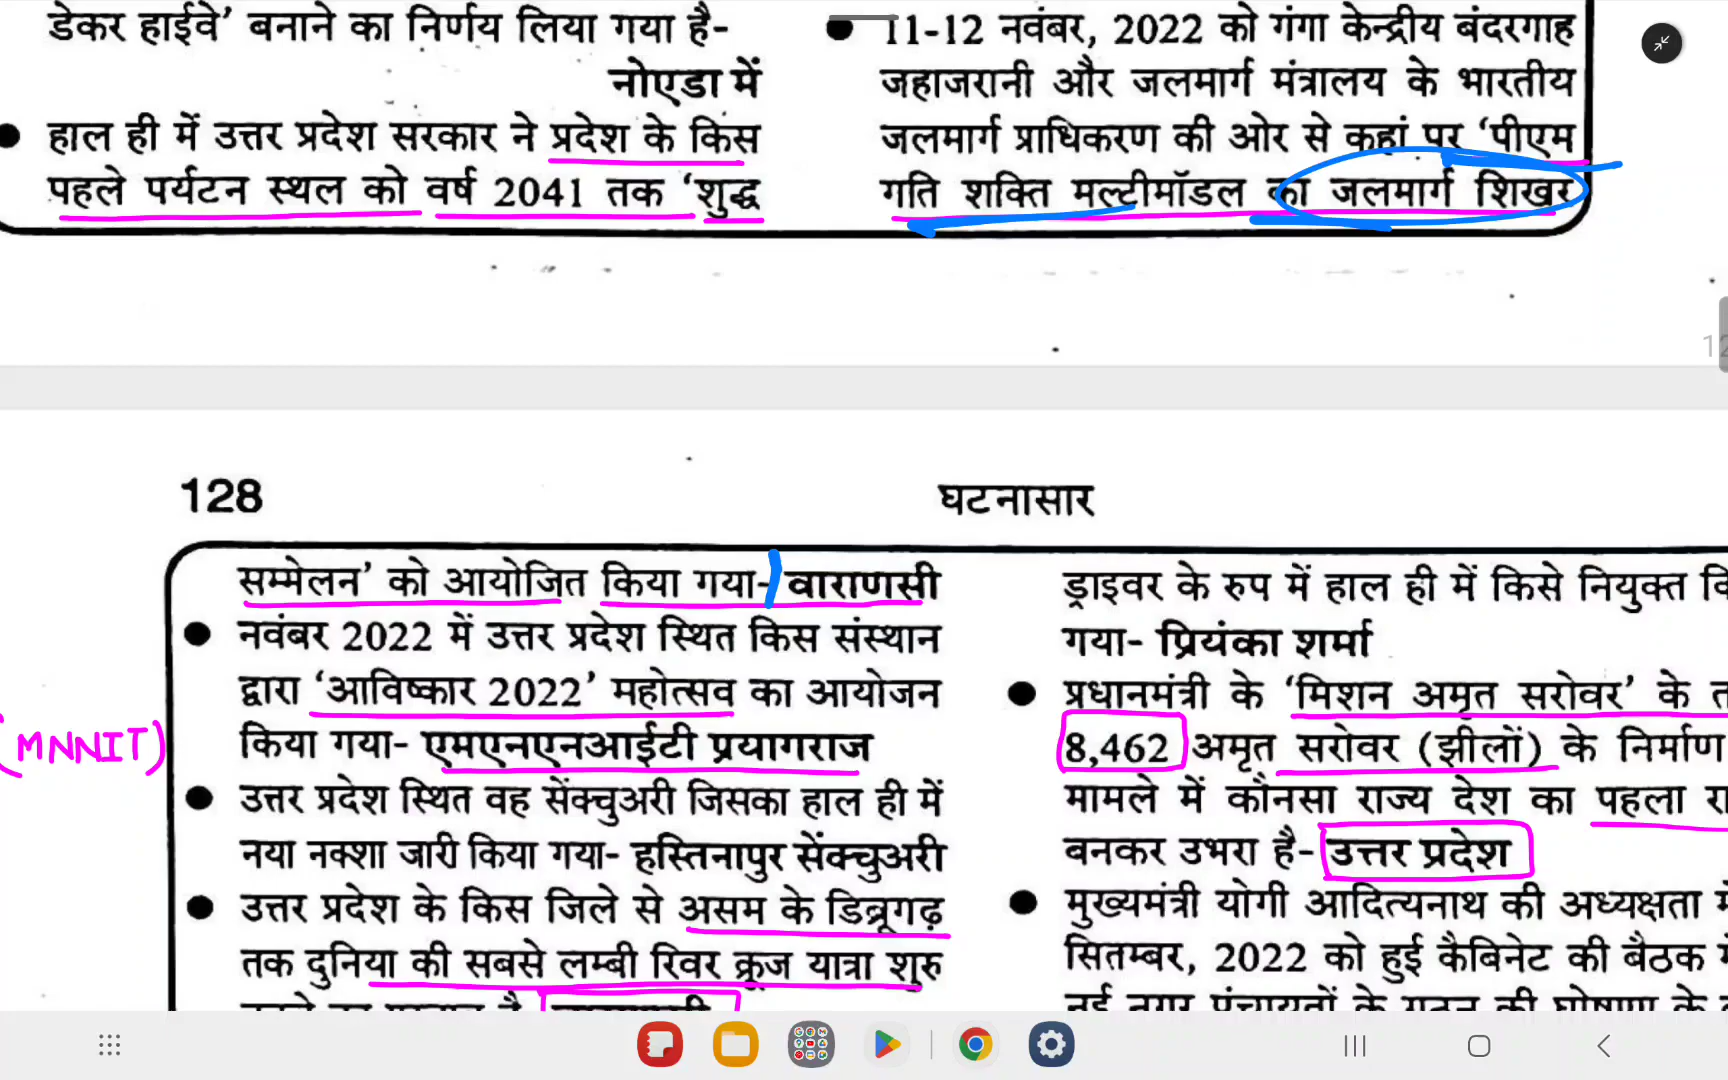 डेकर हाईवे' बनाने का निर्णय लिया गया है-
नोएडा में
● हाल ही में उत्तर प्रदेश सरकार ने प्रदेश के किस
पहले पर्यटन स्थल को वर्ष 2041 तक 'शुद्ध
● 11-12 नवंबर, 2022 को गंगा केन्द्रीय बंदरगाह
जहाजरानी और जलमार्ग मंत्रालय के भारतीय
जलमार्ग प्राधिकरण की ओर से कहां पर 'पीएम
गति शक्ति मल्टीमॉडल का जलमार्ग शिखर
128
घटनासार
सम्मेलन' को आयोजित किया गया- वाराणसी
● नवंबर 2022 में उत्तर प्रदेश स्थित किस संस्थान
द्वारा 'आविष्कार 2022' महोत्सव का आयोजन
किया गया- एमएनएनआईटी प्रयागराज
(MNNIT)
● उत्तर प्रदेश स्थित वह सेंक्चुअरी जिसका हाल ही में
नया नक्शा जारी किया गया- हस्तिनापुर सेंक्चुअरी
● उत्तर प्रदेश के किस जिले से असम के डिब्रूगढ़
तक दुनिया की सबसे लम्बी रिवर क्रूज यात्रा शुरु
ड्राइवर के रुप में हाल ही में किसे नियुक्त
गया- प्रियंका शर्मा
● प्रधानमंत्री के 'मिशन अमृत सरोवर' के
8,462 अमृत सरोवर (झीलों) के निर्माण
मामले में कौनसा राज्य देश का पहला
बनकर उभरा है- उत्तर प्रदेश
● मुख्यमंत्री योगी आदित्यनाथ की अध्यक्षता
सितम्बर, 2022 को हुई कैबिनेट की बैठक
नई नगर पंचायतों के गठन की घोषणा के